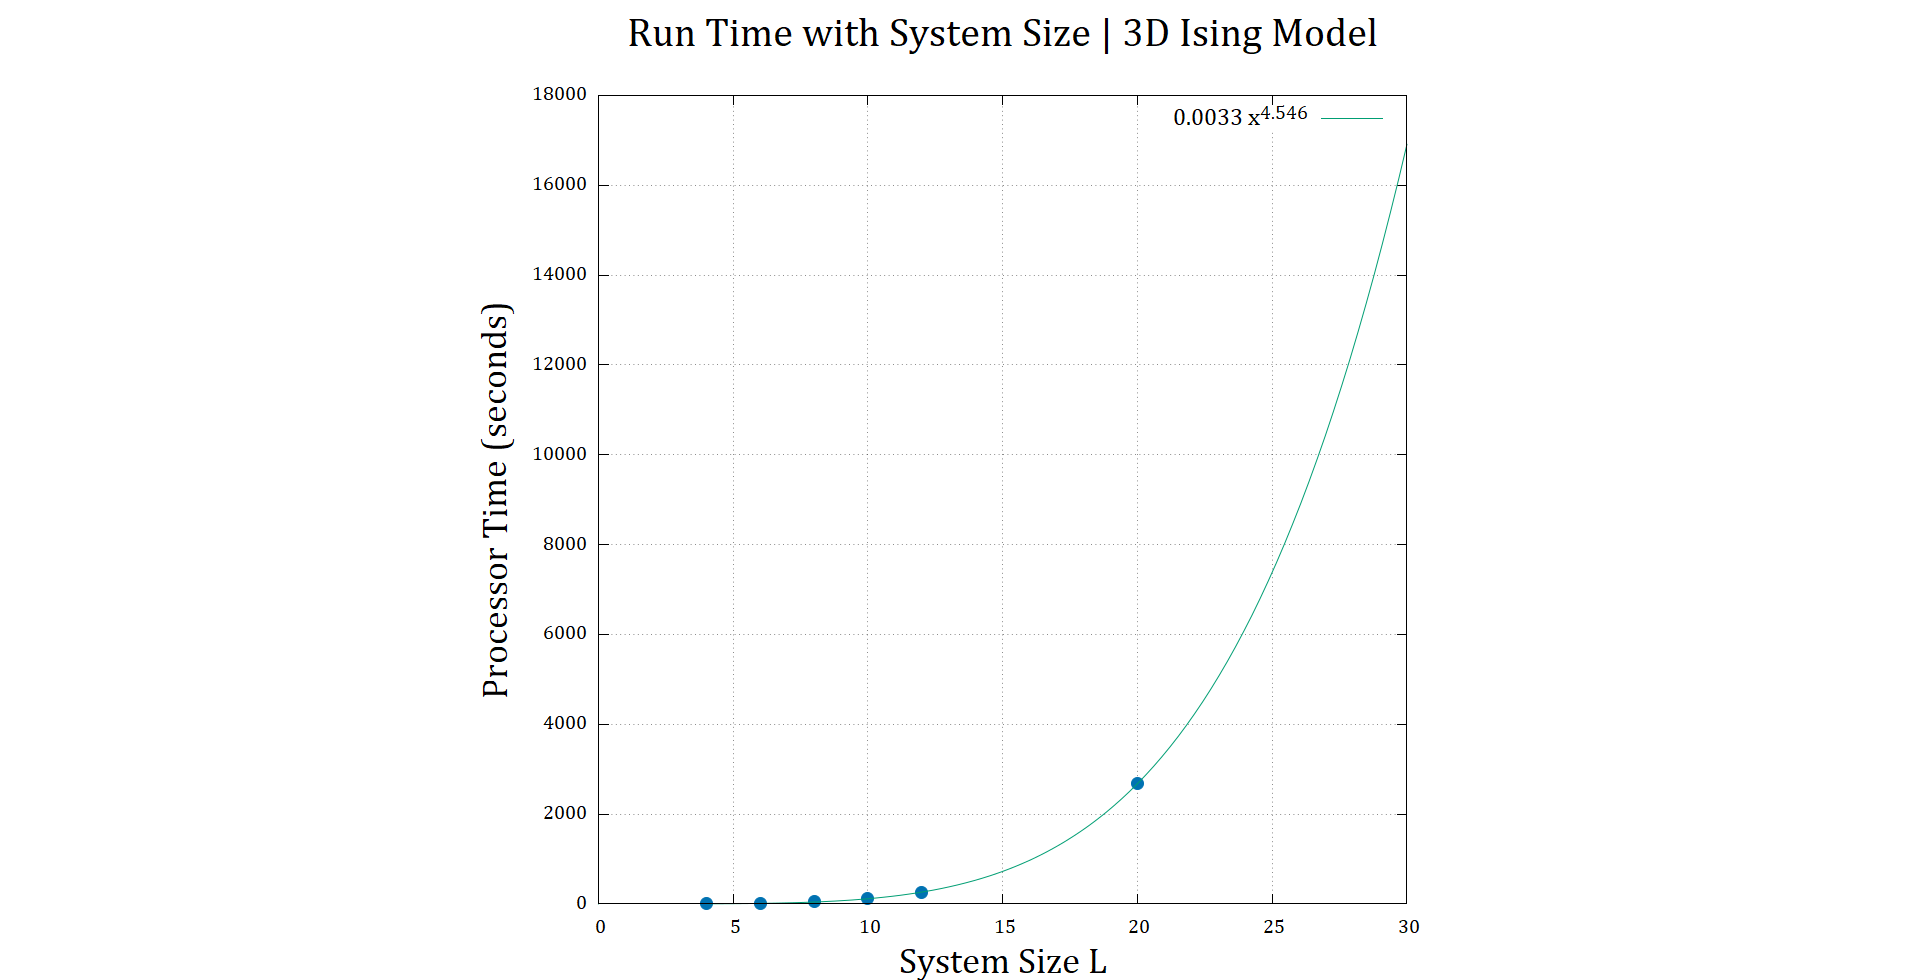 Run Time with System Size | 3D Ising Model
0.0033 x^4.546
18000
16000
14000
12000
10000
8000
6000
4000
2000
0
Processor Time (seconds)
0 5 10 15 20 25 30
System Size L